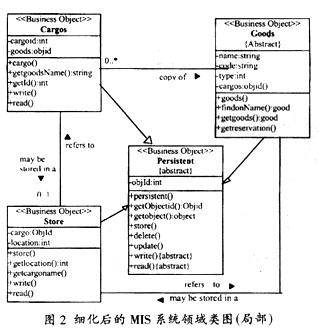 <<Business Object>>
Cargos
-cargoid:int
-goods:objid
+cargo()
+getgoodsName():string
+getId():int
+write()
+read()
<<Business Object>>
Goods
{Abstract}
-name:string
-code:string
-type:int
-cargos:objid()
+goods()
+findonName():good
+getgoods():good
+getreservation()
0..*
copy of
refers to
may be
stored in a
0..1
<<Business Object>>
Persistent
{abstract}
-objId:int
+persistent()
+getObjectid():Objid
+getobject():object
+store()
+delete()
+update()
+write(){abstract}
+read(){abstract}
<<Business Object>>
Store
-cargo:ObjId
-location:int
+store()
+getlocation():int
+getcargoname()
+write()
+read()
refers to
may be stored in a
图 2 细化后的 MIS 系统领域类图(局部)